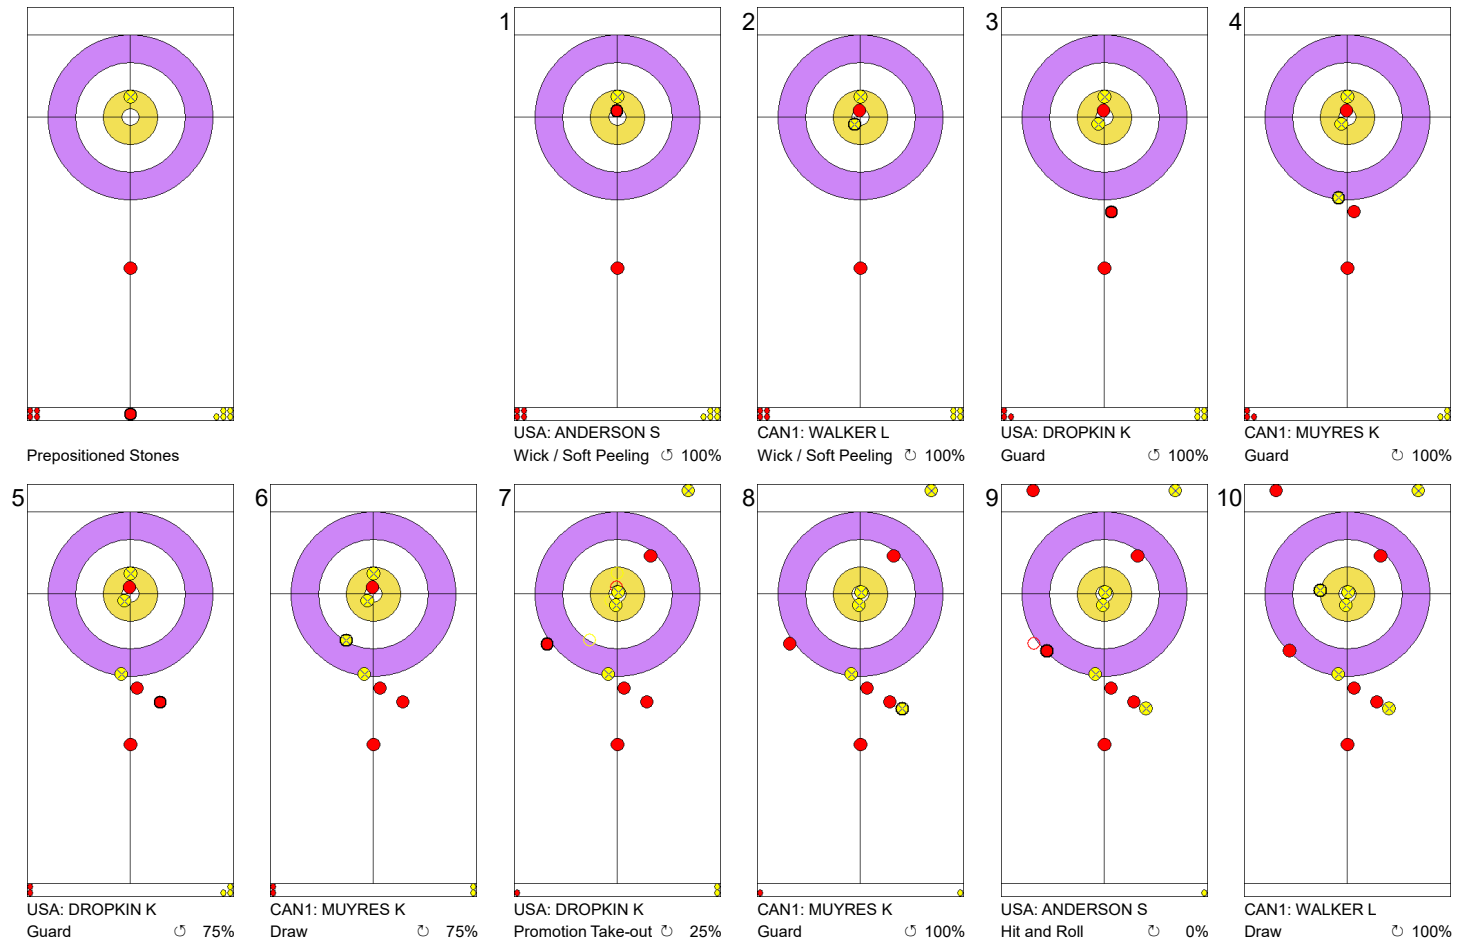 1
2
3
4
Prepositioned Stones
USA: ANDERSON S
Wick / Soft Peeling ↺ 100%
CAN1: WALKER L
Wick / Soft Peeling ↻ 100%
USA: DROPKIN K
Guard ↺ 100%
CAN1: MUYRES K
Guard ↻ 100%
5
6
7
8
9
10
USA: DROPKIN K
Guard ↺ 75%
CAN1: MUYRES K
Draw ↻ 75%
USA: DROPKIN K
Promotion Take-out ↻ 25%
CAN1: MUYRES K
Guard ↻ 100%
USA: ANDERSON S
Hit and Roll ↻ 0%
CAN1: WALKER L
Draw ↻ 100%